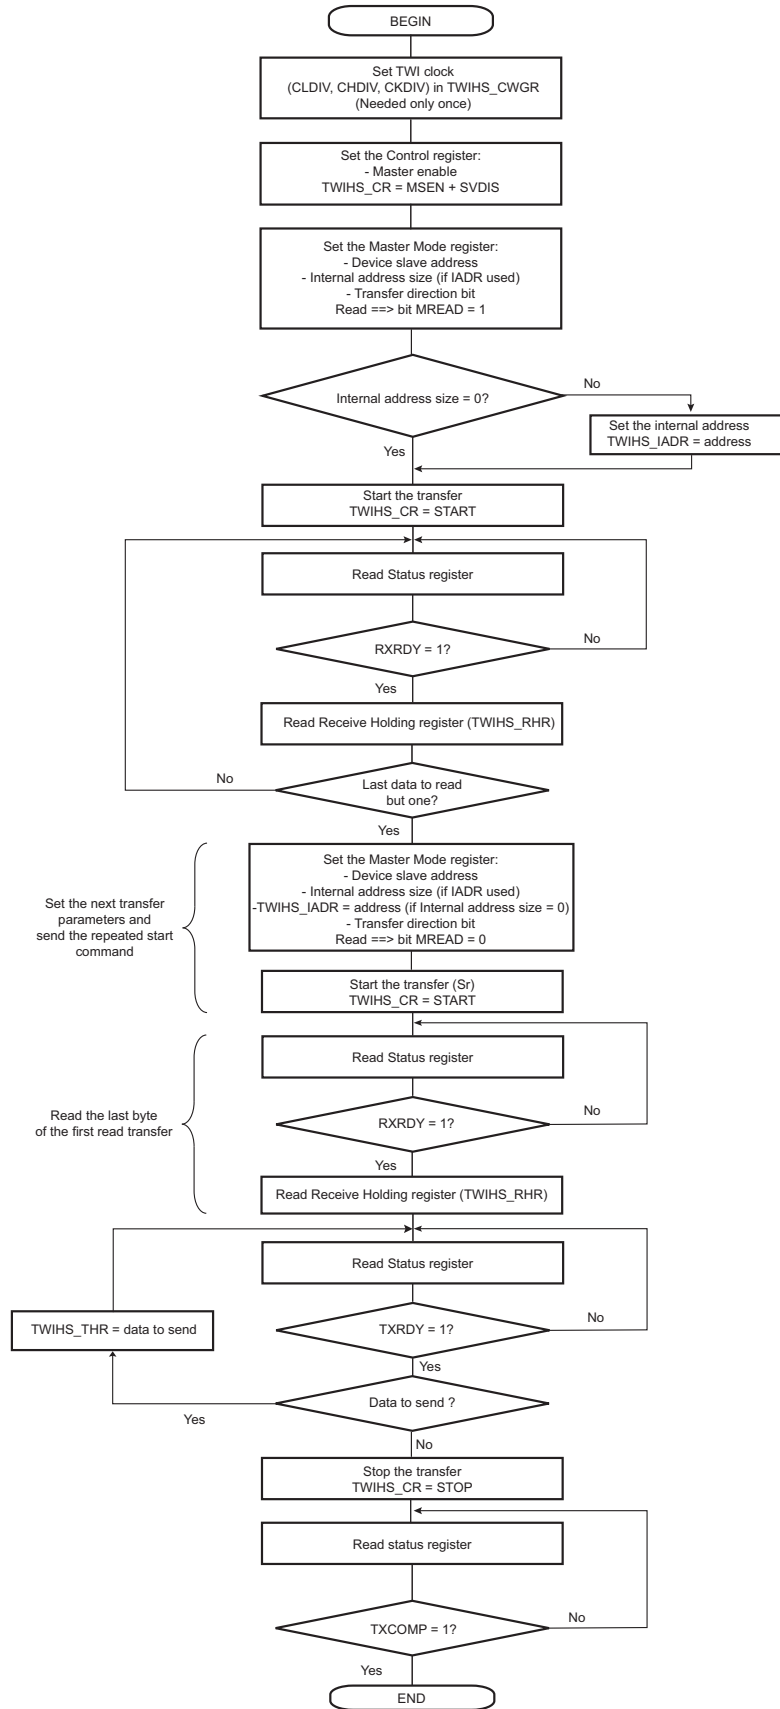 BEGIN
Set TWI clock
(CLDIV, CHDIV, CKDIV) in TWIHS_CWGR
(Needed only once)
Set the Control register:
- Master enable
TWIHS_CR = MSEN + SVDIS
Set the Master Mode register:
- Device slave address
- Internal address size (if IADR used)
- Transfer direction bit
Read ==> bit MREAD = 1
Internal address size = 0?
No
Set the internal address
TWIHS_IADR = address
Yes
Start the transfer
TWIHS_CR = START
Read Status register
RXRDY = 1?
No
Yes
Read Receive Holding register (TWIHS_RHR)
No
Last data to read
but one?
Yes
Set the next transfer
parameters and
send the repeated start
command
Set the Master Mode register:
- Device slave address
- Internal address size (if IADR used)
-TWIHS_IADR = address (if Internal address size = 0)
- Transfer direction bit
Read ==> bit MREAD = 0
Start the transfer (Sr)
TWIHS_CR = START
Read the last byte
of the first read transfer
Read Status register
RXRDY = 1?
No
Yes
Read Receive Holding register (TWIHS_RHR)
Read Status register
TWIHS_THR = data to send
TXRDY = 1?
No
Yes
Data to send ?
Yes
No
Stop the transfer
TWIHS_CR = STOP
Read status register
TXCOMP = 1?
No
Yes
END